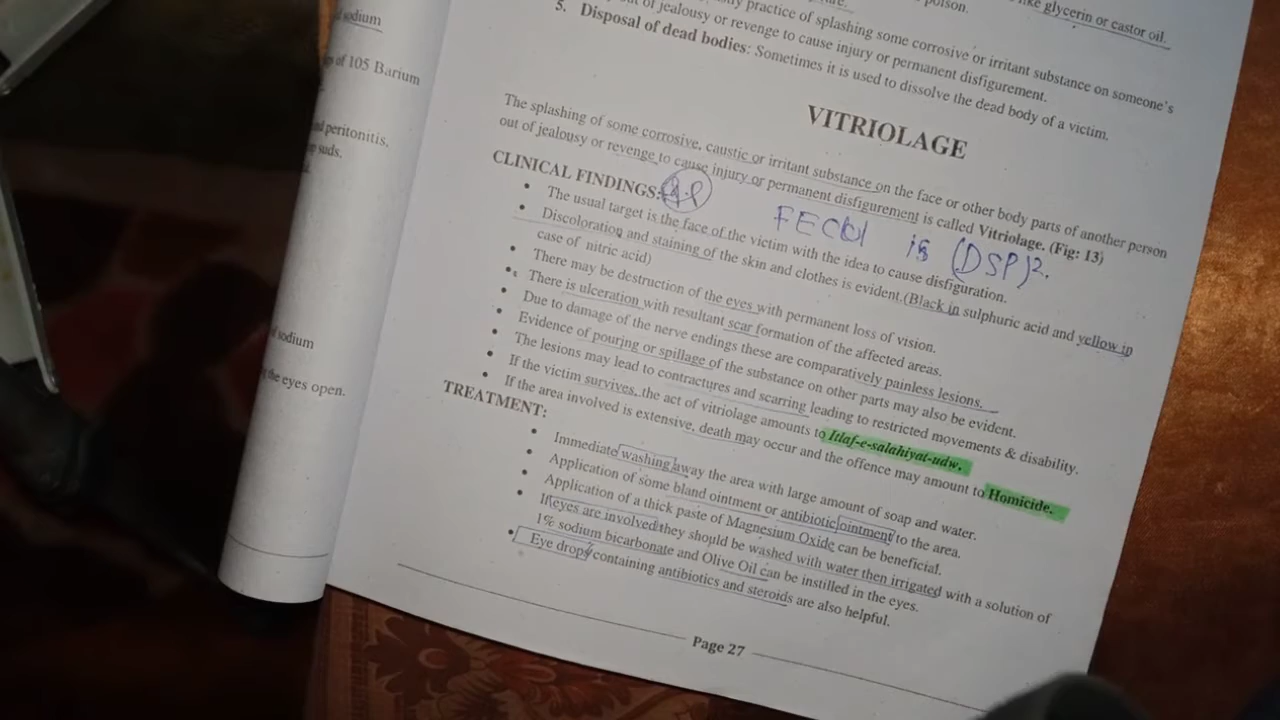 sodium
of 105 Barium
peritonitis.
suds.
sodium
the eyes open.
like glycerin or castor oil.
poison.
practice of splashing some corrosive or irritant substance on someone's
out of jealousy or revenge to cause injury or permanent disfigurement.
5. Disposal of dead bodies: Sometimes it is used to dissolve the dead body of a victim.
VITRIOLAGE
The splashing of some corrosive, caustic or irritant substance on the face or other body parts of another person
out of jealousy or revenge to cause injury or permanent disfigurement is called Vitriolage. (Fig: 13)
CLINICAL FINDINGS:
FECbl is (DSP)2.
• The usual target is the face of the victim with the idea to cause disfiguration.
• Discoloration and staining of the skin and clothes is evident.(Black in sulphuric acid and yellow in
case of nitric acid)
• There may be destruction of the eyes with permanent loss of vision.
• There is ulceration with resultant scar formation of the affected areas.
• Due to damage of the nerve endings these are comparatively painless lesions.
• Evidence of pouring or spillage of the substance on other parts may also be evident.
• The lesions may lead to contractures and scarring leading to restricted movements & disability.
• If the victim survives, the act of vitriolage amounts to Itlaf-e-salahiyat-udw.
• If the area involved is extensive, death may occur and the offence may amount to Homicide.
TREATMENT:
• Immediate washing away the area with large amount of soap and water.
• Application of some bland ointment or antibiotic ointment to the area.
• Application of a thick paste of Magnesium Oxide can be beneficial.
• If eyes are involved they should be washed with water then irrigated with a solution of
1% sodium bicarbonate and Olive Oil can be instilled in the eyes.
• Eye drops containing antibiotics and steroids are also helpful.
Page 27